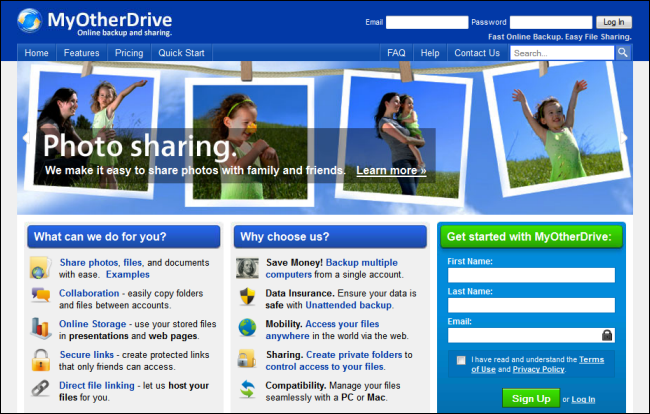 MyOtherDrive
Online backup and sharing.
Email Password Log In
Fast Online Backup. Easy File Sharing.
Home Features Pricing Quick Start FAQ Help Contact Us Search...
Photo sharing.
We make it easy to share photos with family and friends. Learn more »
What can we do for you?
Share photos, files, and documents
with ease. Examples
Collaboration - easily copy folders
and files between accounts.
Online Storage - use your stored
files in presentations and web pages.
Secure links - create protected links
that only friends can access.
Direct file linking - let us host your
files for you.
Why choose us?
Save Money! Backup multiple
computers from a single account.
Data Insurance. Ensure your data is
safe with Unattended backup.
Mobility. Access your files
anywhere in the world via the web.
Sharing. Create private folders to
control access to your files.
Compatibility. Manage your files
seamlessly with a PC or Mac.
Get started with MyOtherDrive:
First Name:
Last Name:
Email:
I have read and understand the Terms
of Use and Privacy Policy.
Sign Up or Log In